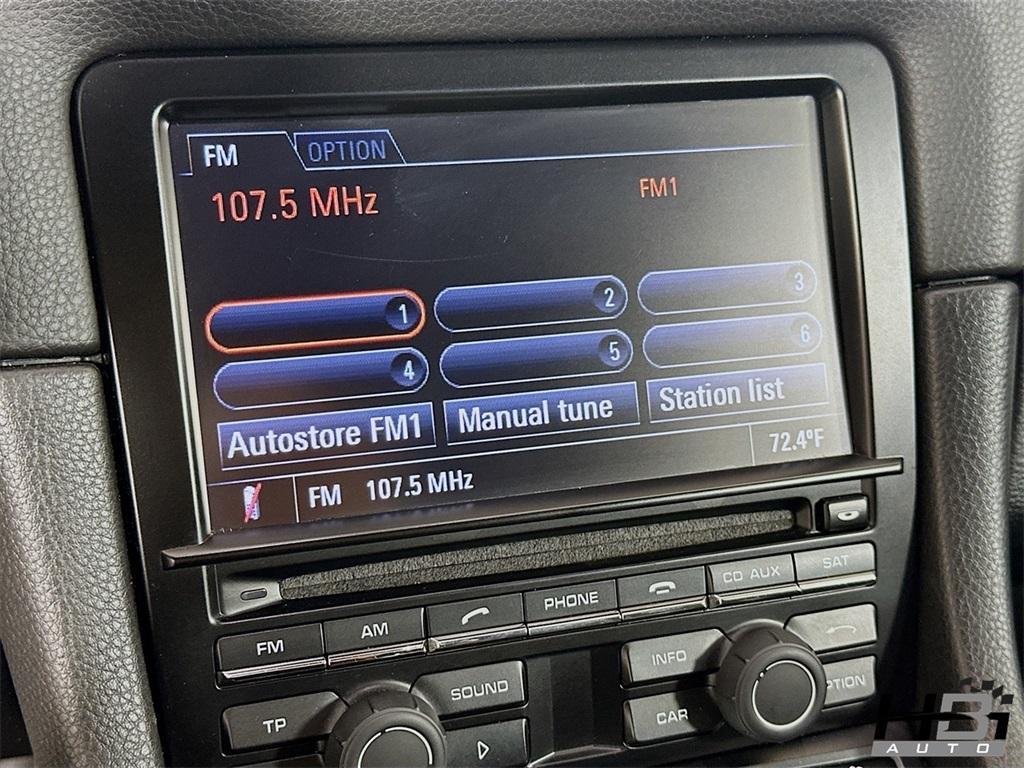 FM OPTION
107.5 MHz FM1
1 2 3
4 5 6
Autostore FM1 Manual tune Station list
72.4°F
FM 107.5 MHz
FM AM PHONE CD AUX SAT
TP SOUND INFO
CAR PTION
HBI
AUTO